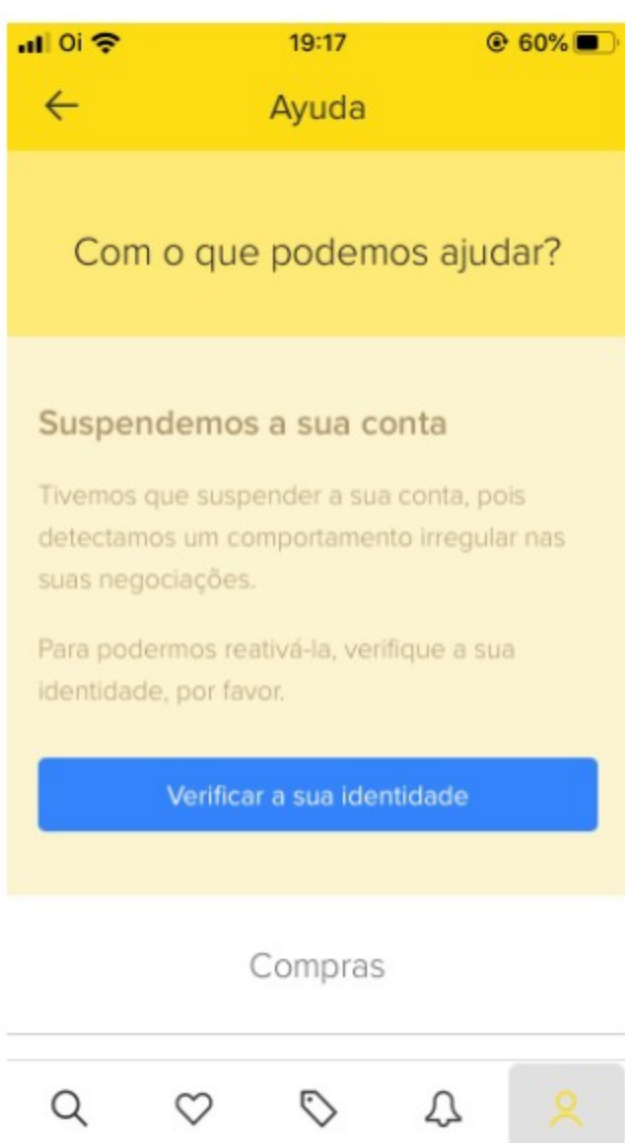 Oi 19:17 60%
Ayuda
Com o que podemos ajudar?
Suspendemos a sua conta
Tivemos que suspender a sua conta, pois
detectamos um comportamento irregular nas
suas negociações.
Para podermos reativá-la, verifique a sua
identidade, por favor.
Verificar a sua identidade
Compras